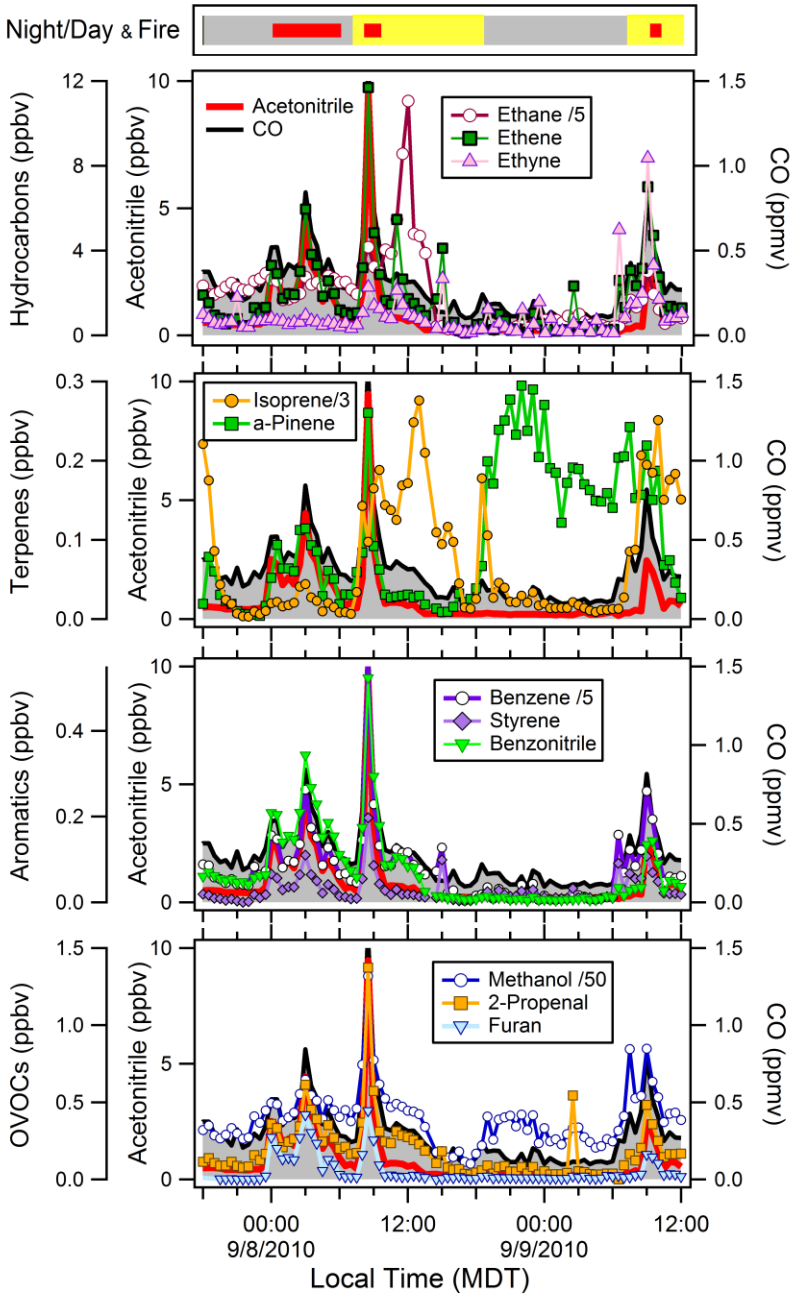 Night/Day & Fire
Hydrocarbons (ppbv)
12
8
4
0
Acetonitrile (ppbv)
10
5
0
Acetonitrile
CO
Ethane /5
Ethene
Ethyne
1.5
1.0
0.5
0.0
CO (ppmv)
Terpenes (ppbv)
0.3
0.2
0.1
0.0
Acetonitrile (ppbv)
10
5
0
Isoprene/3
a-Pinene
1.5
1.0
0.5
0.0
CO (ppmv)
Aromatics (ppbv)
0.4
0.2
0.0
Acetonitrile (ppbv)
10
5
0
Benzene /5
Styrene
Benzonitrile
1.5
1.0
0.5
0.0
CO (ppmv)
OVOCs (ppbv)
1.5
1.0
0.5
0.0
Acetonitrile (ppbv)
10
5
0
Methanol /50
2-Propenal
Furan
1.5
1.0
0.5
0.0
CO (ppmv)
00:00 12:00 00:00 12:00
9/8/2010 9/9/2010
Local Time (MDT)